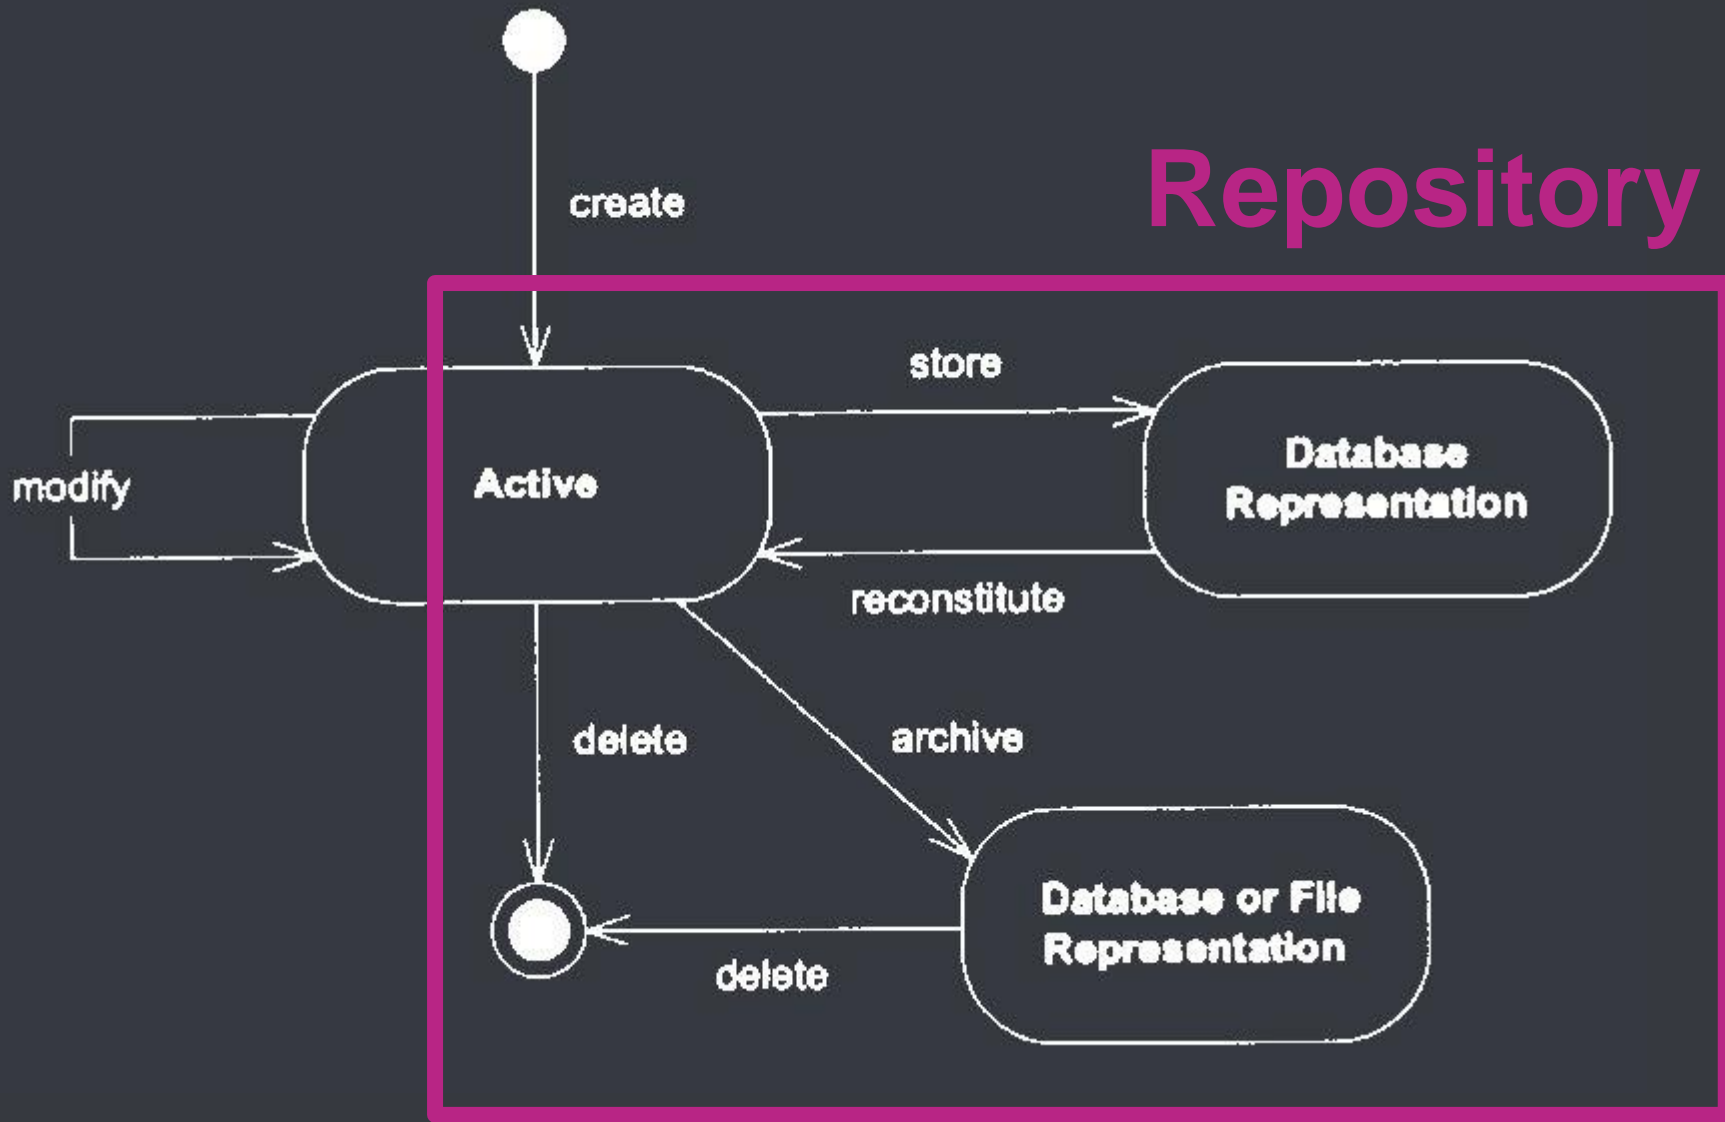 create
Repository
store
modify
Active
Database
Representation
reconstitute
delete
archive
Database or File
Representation
delete